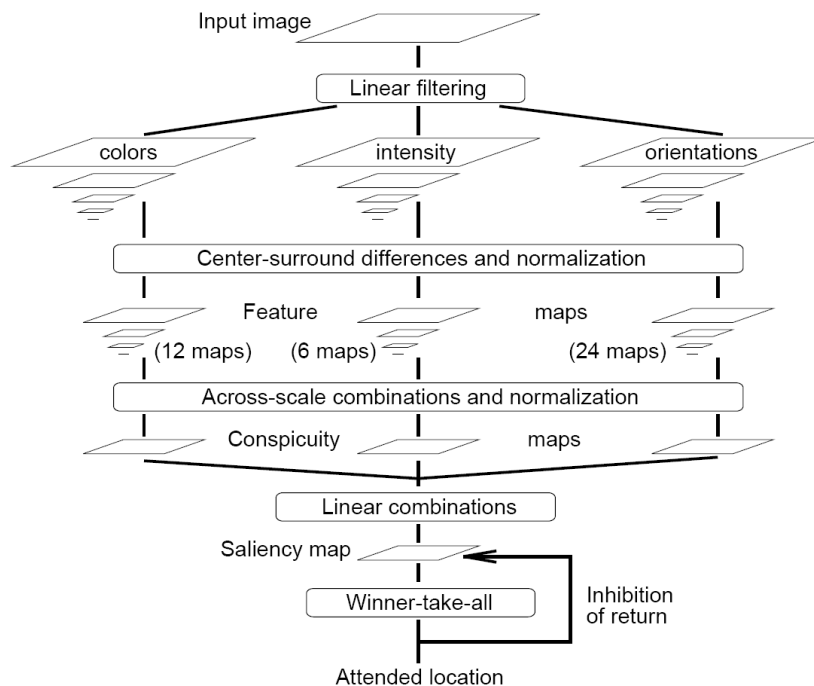 Input image
Linear filtering
colors
intensity
orientations
Center-surround differences and normalization
Feature
maps
(12 maps)
(6 maps)
(24 maps)
Across-scale combinations and normalization
Conspicuity
maps
Linear combinations
Saliency map
Winner-take-all
Inhibition
of return
Attended location